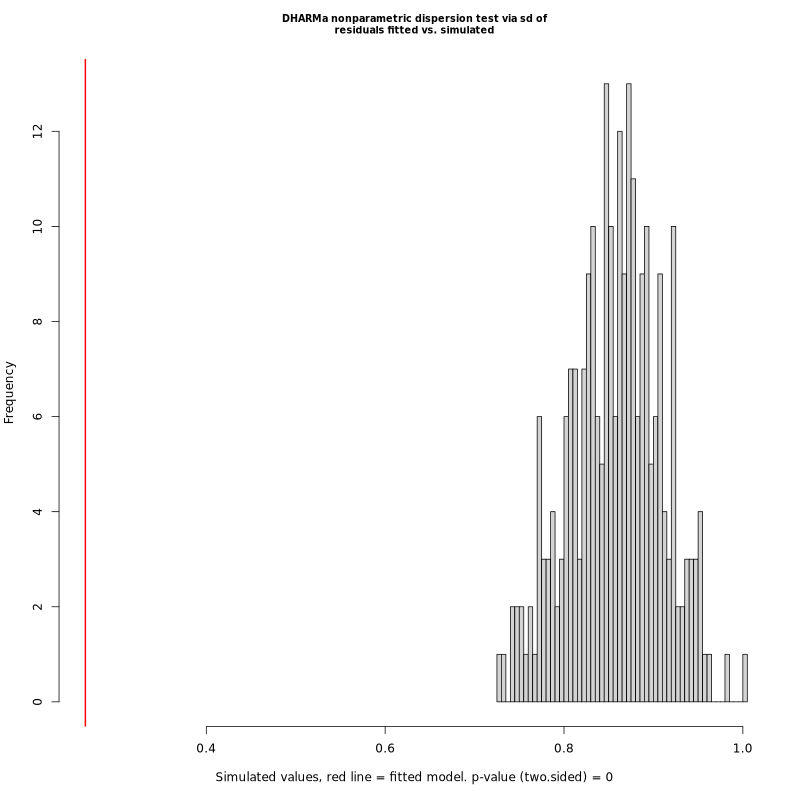 DHARMa nonparametric dispersion test via sd of
residuals fitted vs. simulated
Frequency
12
10
8
6
4
2
0
0.4 0.6 0.8 1.0
Simulated values, red line = fitted model. p-value (two.sided) = 0